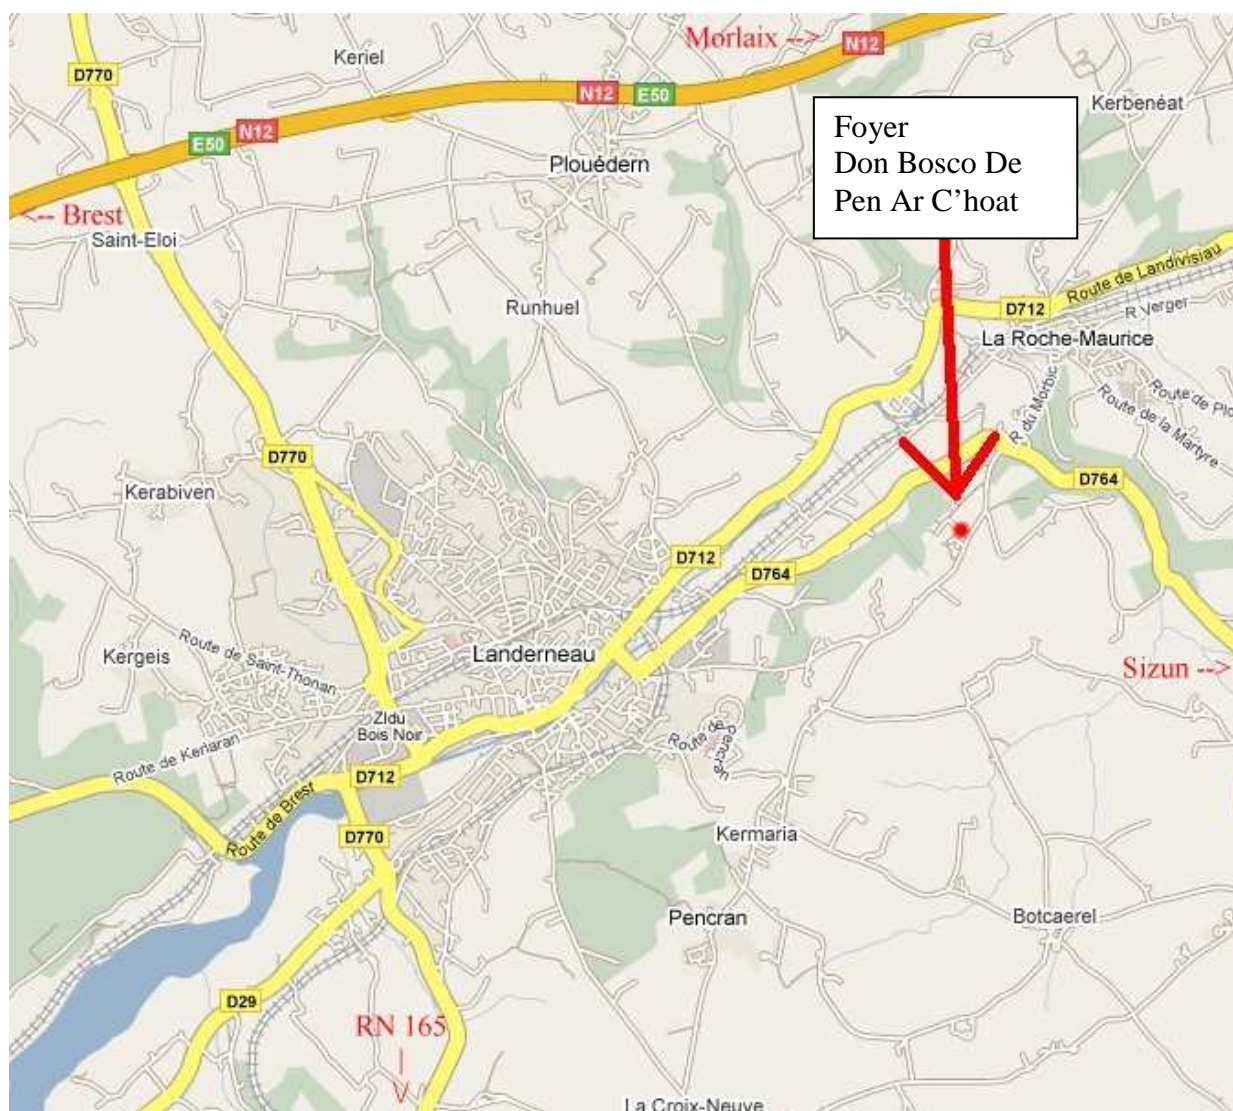 Morlaix -->
N12
Keriel
D770
N12
E50
Kerbenéat
Foyer
Don Bosco De
Pen Ar C'hoat
N12
E50
Plouédern
<-- Brest
Saint-Eloi
Route de Landivisiau
Runhuel
D712
R Verger
La Roche-Maurice
R. du Morbic
Route de Plo
Route de la Martyre
D770
D764
Kerabiven
D712
D764
Route de Saint-Thonan
Kergeis
Landerneau
Sizun -->
ZIdu
Bois Noir
Route de Pencran
Route de Kerlaran
D712
Route de Brest
D770
Kermaria
Pencran
Botcaerel
D29
RN 165
La Croix-Neuve